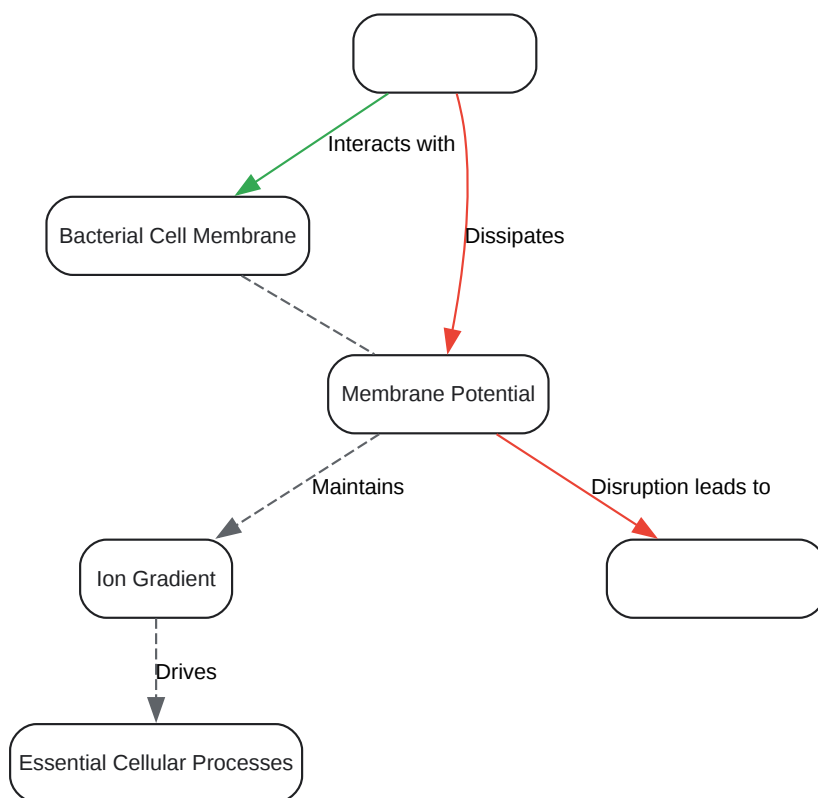 Interacts with
Bacterial Cell Membrane
Dissipates
Membrane Potential
Maintains
Disruption leads to
Ion Gradient
Drives
Essential Cellular Processes